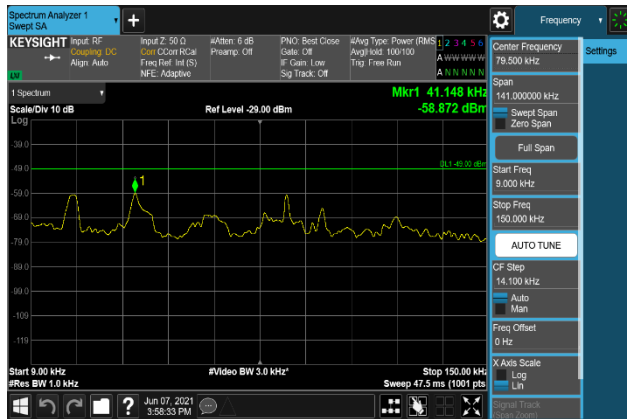 Spectrum Analyzer 1
Swept SA
+
Frequency
KEYSIGHT
Input: RF
Coupling: DC
Align: Auto
Input Z: 50 Ω
Corr CCorr RCal
Freq Ref: Int (S)
NFE: Adaptive
#Atten: 6 dB
Preamp: Off
PNO: Best Close
Gate: Off
IF Gain: Low
Sig Track: Off
#Avg Type: Power (RMS
Avg|Hold: 100/100
Trig: Free Run
1 2 3 4 5 6
A W W W W W
A N N N N N
1 Spectrum
Scale/Div 10 dB
Ref Level -29.00 dBm
Mkr1 41.148 kHz
-58.872 dBm
Log
-39.0
-49.0
-59.0
-69.0
-79.0
-89.0
-99.0
-109
-119
DL1 -49.00 dBm
1
Start 9.00 kHz
#Res BW 1.0 kHz
#Video BW 3.0 kHz*
Stop 150.00 kHz
Sweep 47.5 ms (1001 pts
Jun 07, 2021
3:58:33 PM
Center Frequency
79.500 kHz
Settings
Span
141.000000 kHz
Swept Span
Zero Span
Full Span
Start Freq
9.000 kHz
Stop Freq
150.000 kHz
AUTO TUNE
CF Step
14.100 kHz
Auto
Man
Freq Offset
0 Hz
X Axis Scale
Log
Lin
Signal Track
(Span Zoom)